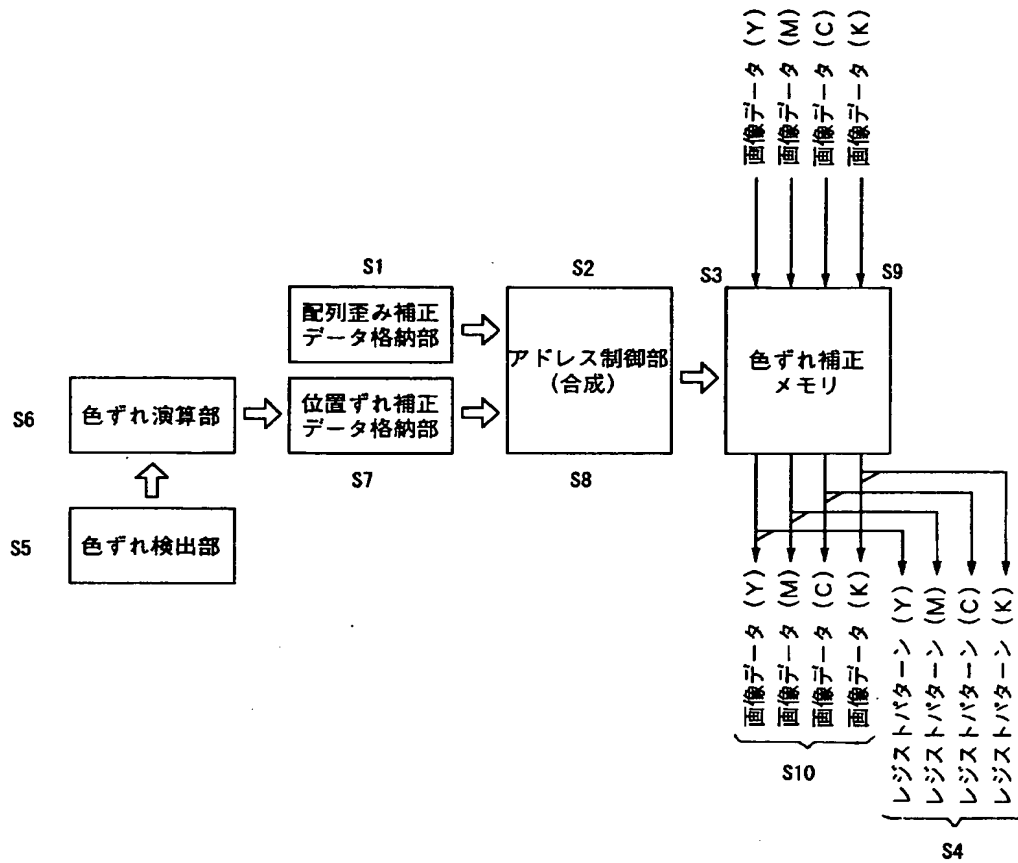 画像データ (Y)
画像データ (M)
画像データ (C)
画像データ (K)
S1
S2
S3
S9
配列歪み補正
データ格納部
アドレス制御部
(合成)
色ずれ補正
メモリ
S6
色ずれ演算部
位置ずれ補正
データ格納部
S7
S8
S5
色ずれ検出部
画像データ (Y)
画像データ (M)
画像データ (C)
画像データ (K)
S10
レジストパターン (Y)
レジストパターン (M)
レジストパターン (C)
レジストパターン (K)
S4